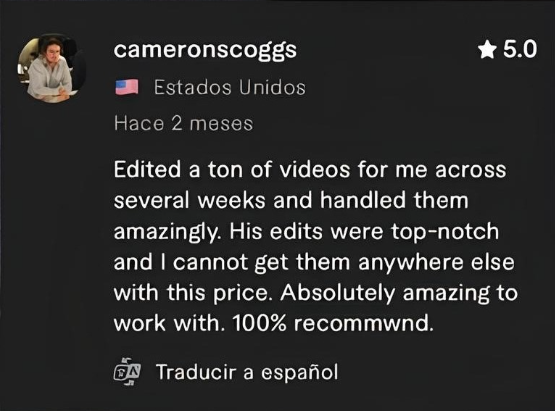 cameronscoggs ★ 5.0
Estados Unidos
Hace 2 meses
Edited a ton of videos for me across
several weeks and handled them
amazingly. His edits were top-notch
and I cannot get them anywhere else
with this price. Absolutely amazing to
work with. 100% recommwnd.
Traducir a español